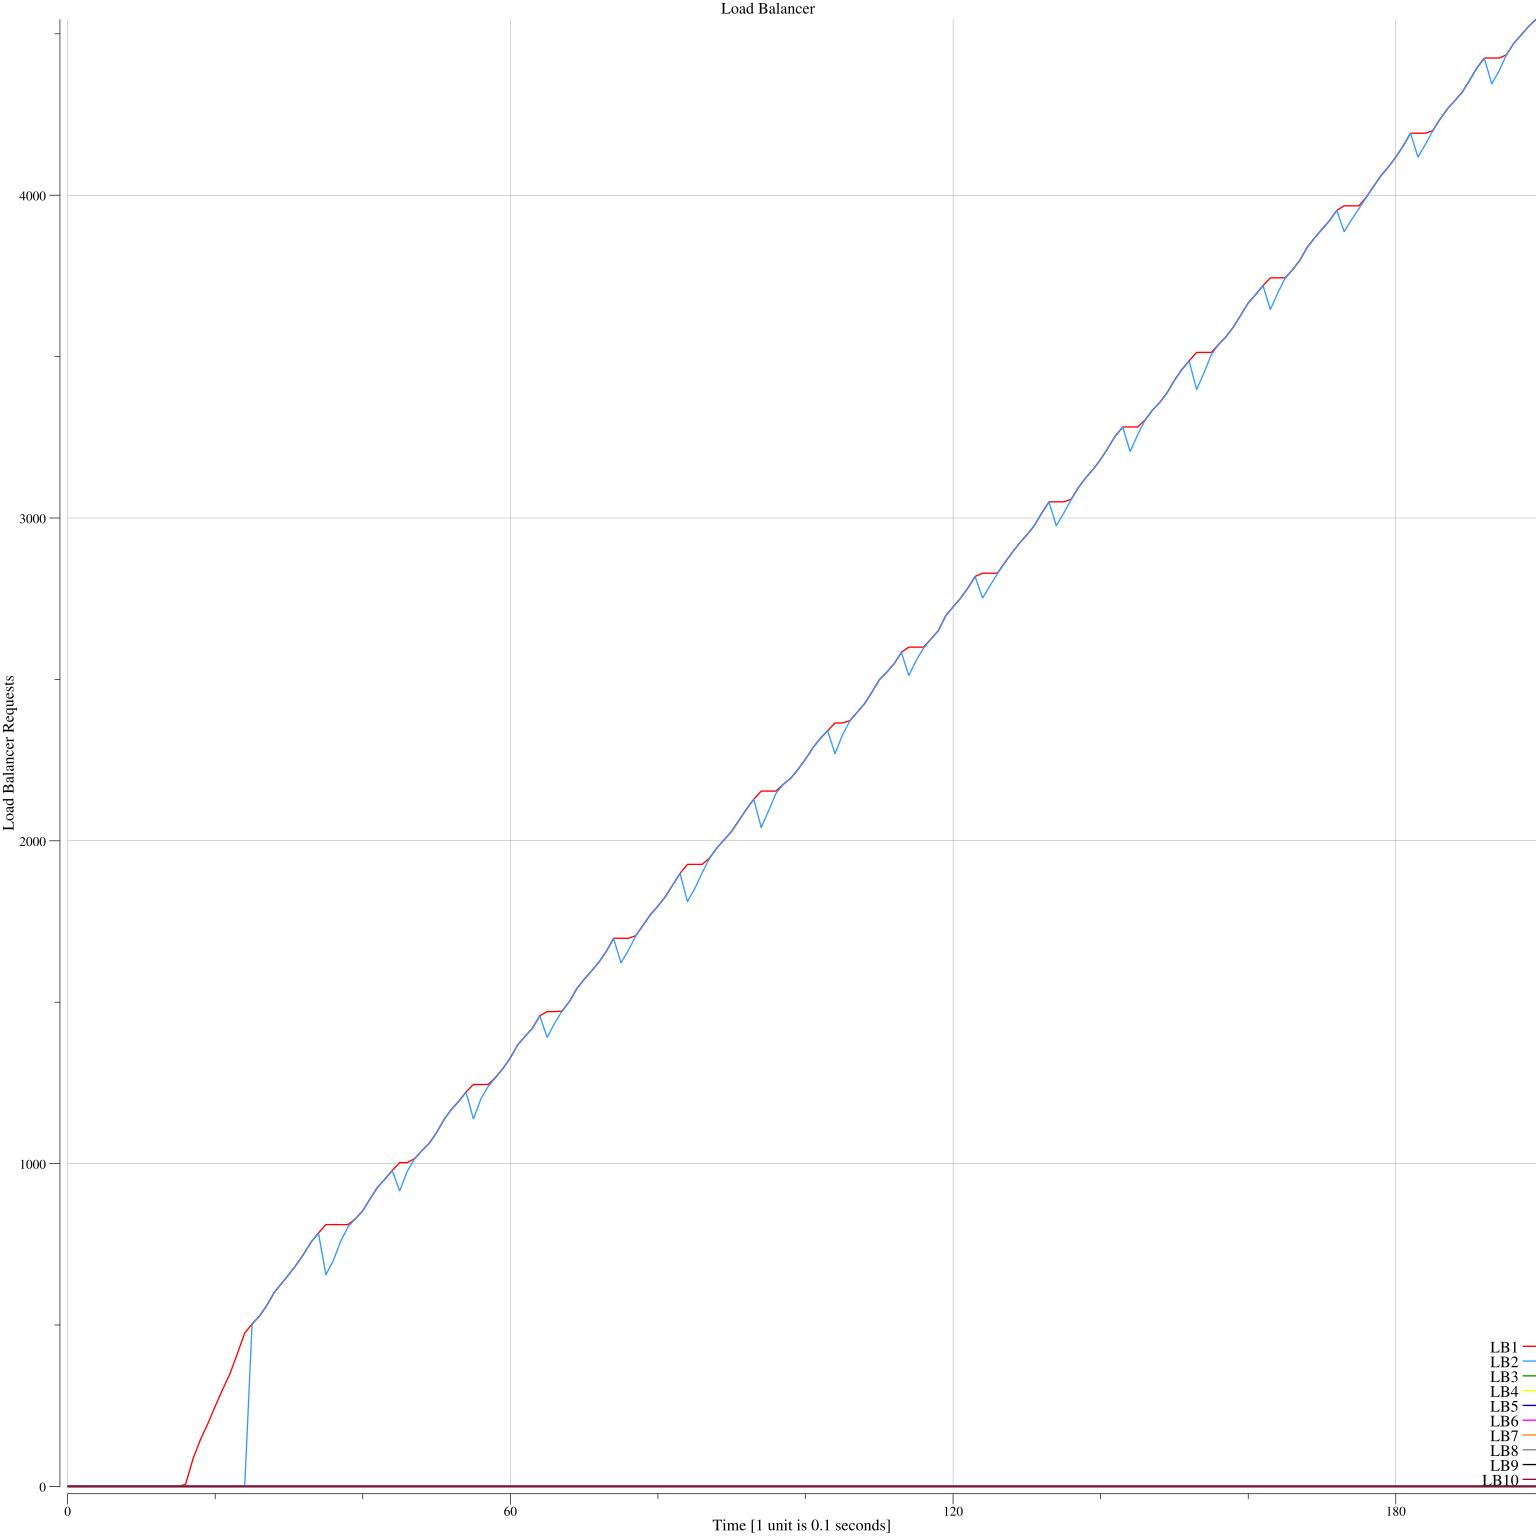 Load Balancer
4000
3000
Load Balancer Requests
2000
1000
0
LB1
LB2
LB3
LB4
LB5
LB6
LB7
LB8
LB9
LB10
0 60 120 180
Time [1 unit is 0.1 seconds]